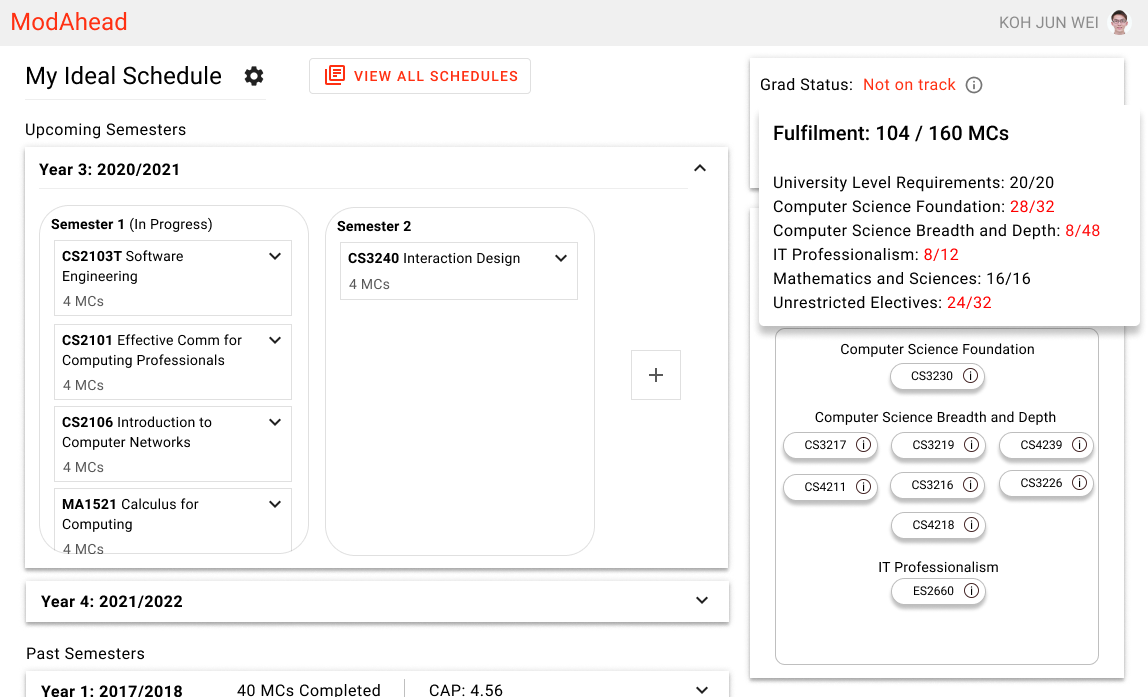 ModAhead
KOH JUN WEI
My Ideal Schedule
VIEW ALL SCHEDULES
Upcoming Semesters
Year 3: 2020/2021
Semester 1 (In Progress)
CS2103T Software
Engineering
4 MCs
CS2101 Effective Comm for
Computing Professionals
4 MCs
CS2106 Introduction to
Computer Networks
4 MCs
MA1521 Calculus for
Computing
4 MCs
Semester 2
CS3240 Interaction Design
4 MCs
+
Year 4: 2021/2022
Past Semesters
Year 1: 2017/2018 40 MCs Completed CAP: 4.56
Grad Status: Not on track
Fulfilment: 104 / 160 MCs
University Level Requirements: 20/20
Computer Science Foundation: 28/32
Computer Science Breadth and Depth: 8/48
IT Professionalism: 8/12
Mathematics and Sciences: 16/16
Unrestricted Electives: 24/32
Computer Science Foundation
CS3230
Computer Science Breadth and Depth
CS3217 CS3219 CS4239
CS4211 CS3216 CS3226
CS4218
IT Professionalism
ES2660